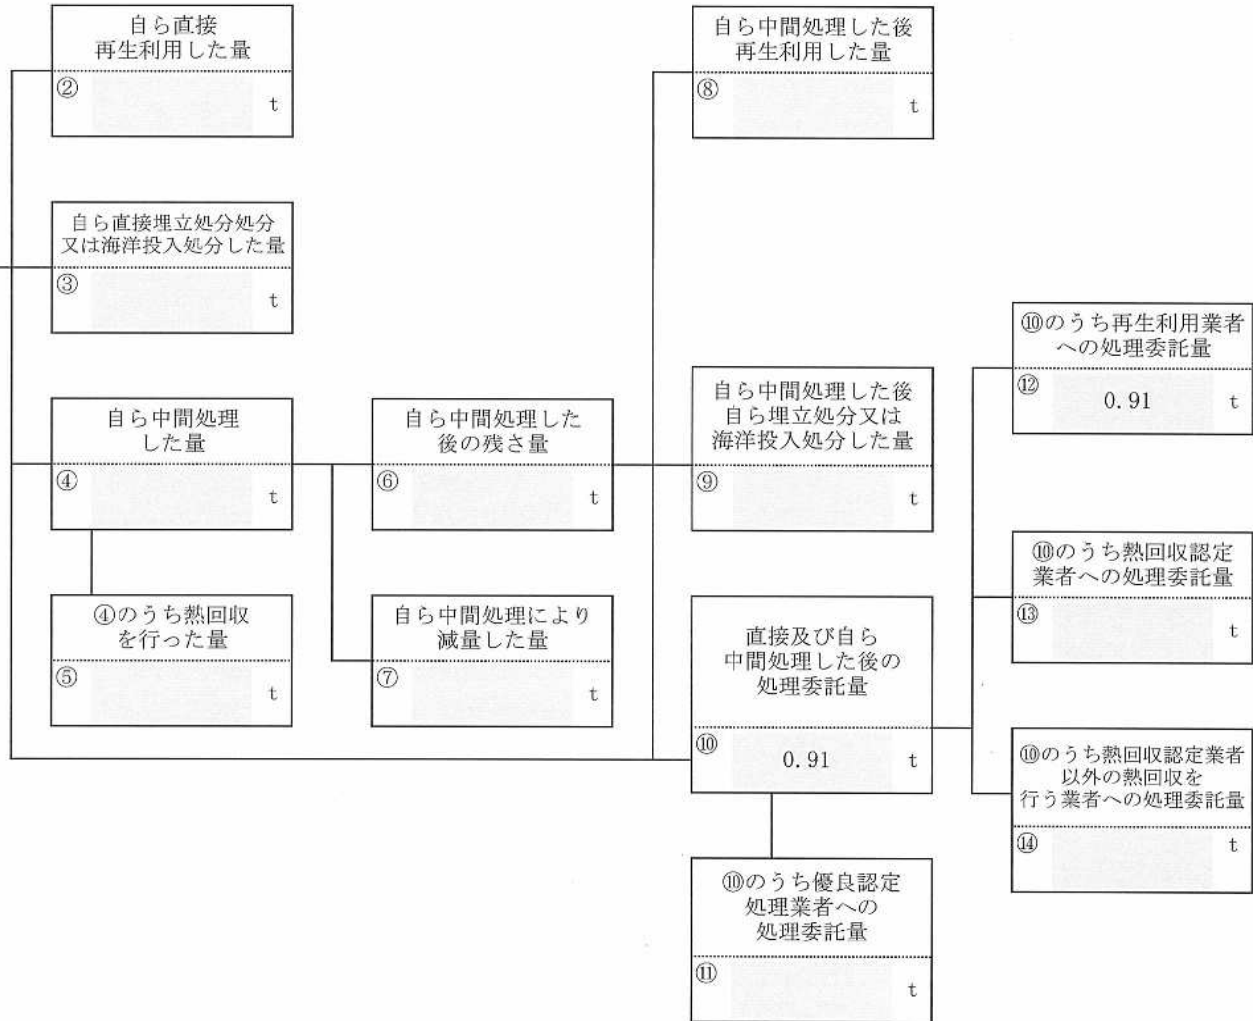 自ら直接
再生利用した量
②
t
自ら中間処理した後
再生利用した量
⑧
t
自ら直接埋立処分処分
又は海洋投入処分した量
③
t
⑩のうち再生利用業者
への処理委託量
⑫
0.91
t
自ら中間処理
した量
④
t
自ら中間処理した
後の残さ量
⑥
t
自ら中間処理した後
自ら埋立処分又は
海洋投入処分した量
⑨
t
⑩のうち熱回収認定
業者への処理委託量
⑬
t
④のうち熱回収
を行った量
⑤
t
自ら中間処理により
減量した量
⑦
t
直接及び自ら
中間処理した後の
処理委託量
⑩
0.91
t
⑩のうち熱回収認定業者
以外の熱回収を
行う業者への処理委託量
⑭
t
⑩のうち優良認定
処理業者への
処理委託量
⑪
t